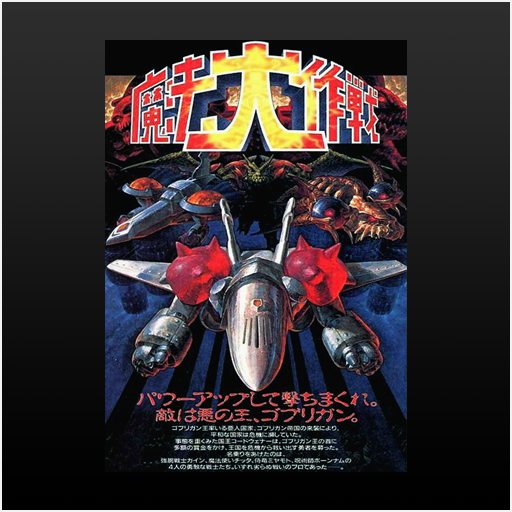 魔法大作戦
パワーアップして撃ちまくれ。
敵は悪の王、ゴブリガン。
ゴブリガン王率いる亜人国家、ゴブリガン帝国の来襲により、
平和な国家は危機に瀕していた。
事態を重くみた国王コードウェナーは、ゴブリガン王の首に
多額の賞金をかけ、王国を危機から救い出す勇者を募った。
名乗りをあげたのは、
強脱戦士ガイン、魔法使いチッタ、侍竜ミヤモト、呪術師ボーンナムの
4人の勇敢な戦士たち。いずれ劣らぬ戦いのプロであった──。